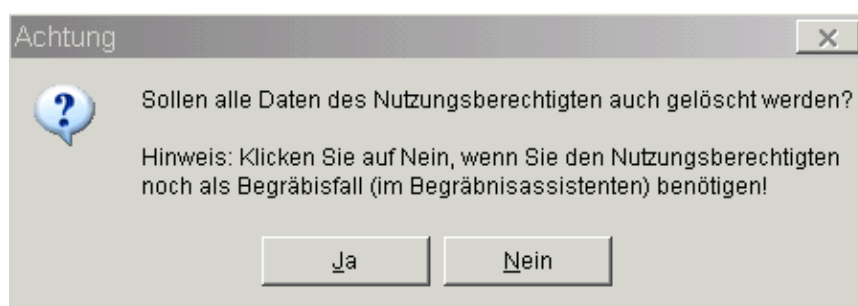 Achtung
Sollen alle Daten des Nutzungsberechtigten auch gelöscht werden?
Hinweis: Klicken Sie auf Nein, wenn Sie den Nutzungsberechtigten
noch als Begräbisfall (im Begräbnisassistenten) benötigen!
Ja Nein